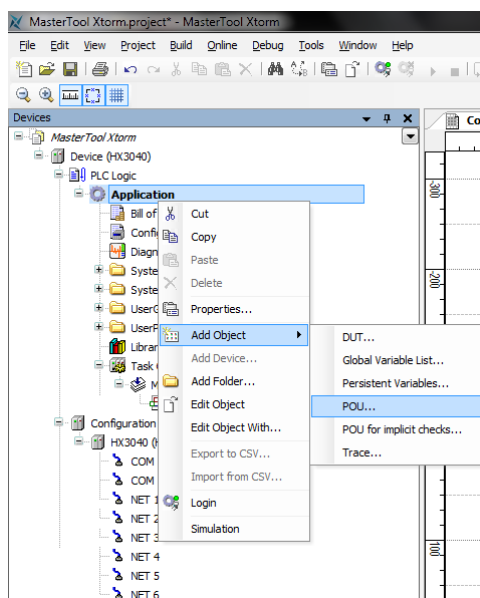 MasterTool Xtorm.project* - MasterTool Xtorm
File Edit View Project Build Online Debug Tools Window Help
Devices
Co
MasterTool Xtorm
Device (HX3040)
PLC Logic
Application
Bill of
Confi
Diagn
Syste
Syste
UserG
UserF
Librar
Task
M
Configuration
HX3040 (
COM
COM
NET 1
NET 2
NET 3
NET 4
NET 5
NET 6
Cut
Copy
Paste
Delete
Properties...
Add Object
Add Device...
Add Folder...
Edit Object
Edit Object With...
Export to CSV...
Import from CSV...
Login
Simulation
DUT...
Global Variable List...
Persistent Variables...
POU...
POU for implicit checks...
Trace...
300
200
100